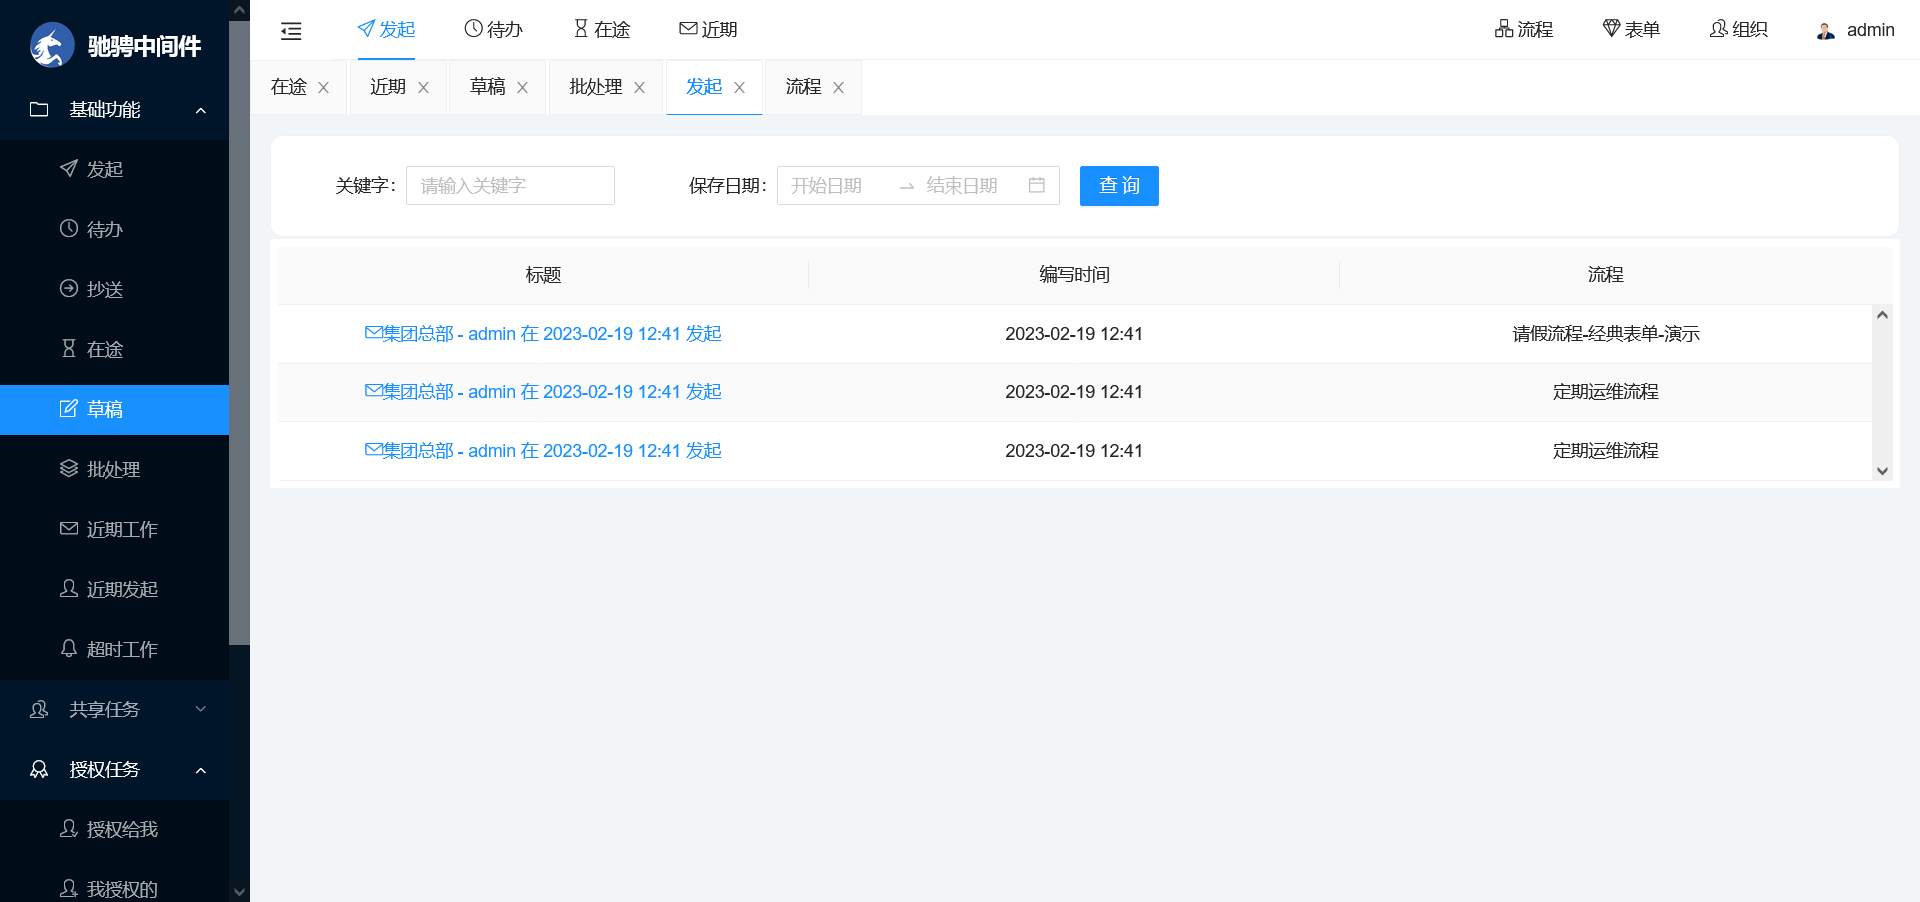 驰骋中间件
基础功能
发起
待办
抄送
在途
草稿
批处理
近期工作
近期发起
超时工作
共享任务
授权任务
授权给我
我授权的
发起 待办 在途 近期 流程 表单 组织 admin
在途 近期 草稿 批处理 发起 流程
关键字： 请输入关键字 保存日期： 开始日期 结束日期 查 询
标题 编写时间 流程
集团总部 - admin 在 2023-02-19 12:41 发起 2023-02-19 12:41 请假流程-经典表单-演示
集团总部 - admin 在 2023-02-19 12:41 发起 2023-02-19 12:41 定期运维流程
集团总部 - admin 在 2023-02-19 12:41 发起 2023-02-19 12:41 定期运维流程